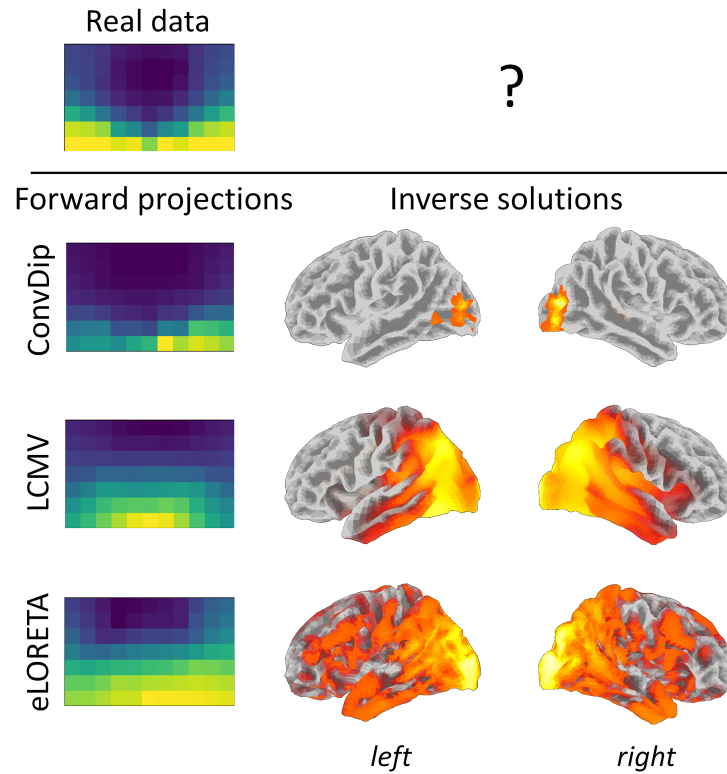 Real data
?
Forward projections
Inverse solutions
ConvDip
LCMV
eLORETA
left
right